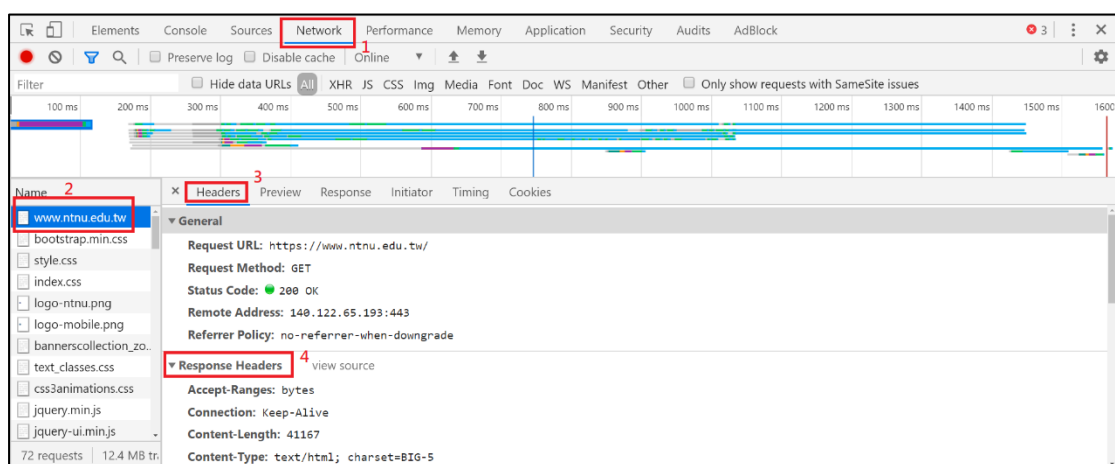 Elements Console Sources Network Performance Memory Application Security Audits AdBlock 3
1
Preserve log Disable cache Online
Filter Hide data URLs All XHR JS CSS Img Media Font Doc WS Manifest Other Only show requests with SameSite issues
100 ms 200 ms 300 ms 400 ms 500 ms 600 ms 700 ms 800 ms 900 ms 1000 ms 1100 ms 1200 ms 1300 ms 1400 ms 1500 ms 1600
Name 2
3
× Headers Preview Response Initiator Timing Cookies
www.ntnu.edu.tw
bootstrap.min.css
style.css
index.css
logo-ntnu.png
logo-mobile.png
bannerscollection_zo..
text_classes.css
css3animations.css
jquery.min.js
jquery-ui.min.js
72 requests 12.4 MB tr
▼ General
Request URL: https://www.ntnu.edu.tw/
Request Method: GET
Status Code: 200 OK
Remote Address: 140.122.65.193:443
Referrer Policy: no-referrer-when-downgrade
▼ Response Headers 4 view source
Accept-Ranges: bytes
Connection: Keep-Alive
Content-Length: 41167
Content-Type: text/html; charset=BIG-5